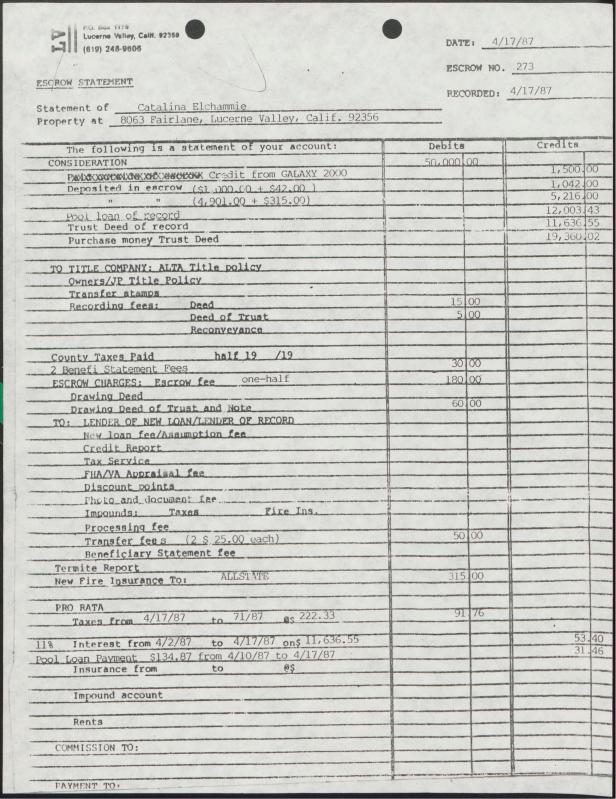 P.O. Box 1179
Lucerne Valley, Calif. 92356
(619) 248-9606
DATE: 4/17/87
ESCROW NO. 273
RECORDED: 4/17/87
ESCROW STATEMENT
Statement of Catalina Elchammie
Property at 8063 Fairlane, Lucerne Valley, Calif. 92356
The following is a statement of your account: Debits Credits
CONSIDERATION 50,000.00
Credit from GALAXY 2000 1,500.00
Deposited in escrow ($1,000.00 + $42.00 ) 1,042.00
" " (4,901.00 + $315.00) 5,216.00
Pool loan of record 12,003.43
Trust Deed of record 11,636.55
Purchase money Trust Deed 19,360.02
TO TITLE COMPANY: ALTA Title policy
Owners/JP Title Policy
Transfer stamps
Recording fees: Deed 15.00
Deed of Trust 5.00
Reconveyance
County Taxes Paid half 19 /19
2 Benefi Statement Fees 30.00
ESCROW CHARGES: Escrow fee one-half 180.00
Drawing Deed
Drawing Deed of Trust and Note 60.00
TO: LENDER OF NEW LOAN/LENDER OF RECORD
New loan fee/Assumption fee
Credit Report
Tax Service
FHA/VA Appraisal fee
Discount points
Photo and document fee
Impounds: Taxes Fire Ins.
Processing fee
Transfer fees (2 $ 25.00 each) 50.00
Beneficiary Statement fee
Termite Report
New Fire Insurance To: ALLSTATE 315.00
PRO RATA
Taxes from 4/17/87 to 71/87 @$ 222.33 91.76
11% Interest from 4/2/87 to 4/17/87 on$ 11,636.55 53.40
Pool Loan Payment $134.87 from 4/10/87 to 4/17/87 31.46
Insurance from to @$
Impound account
Rents
COMMISSION TO:
PAYMENT TO: